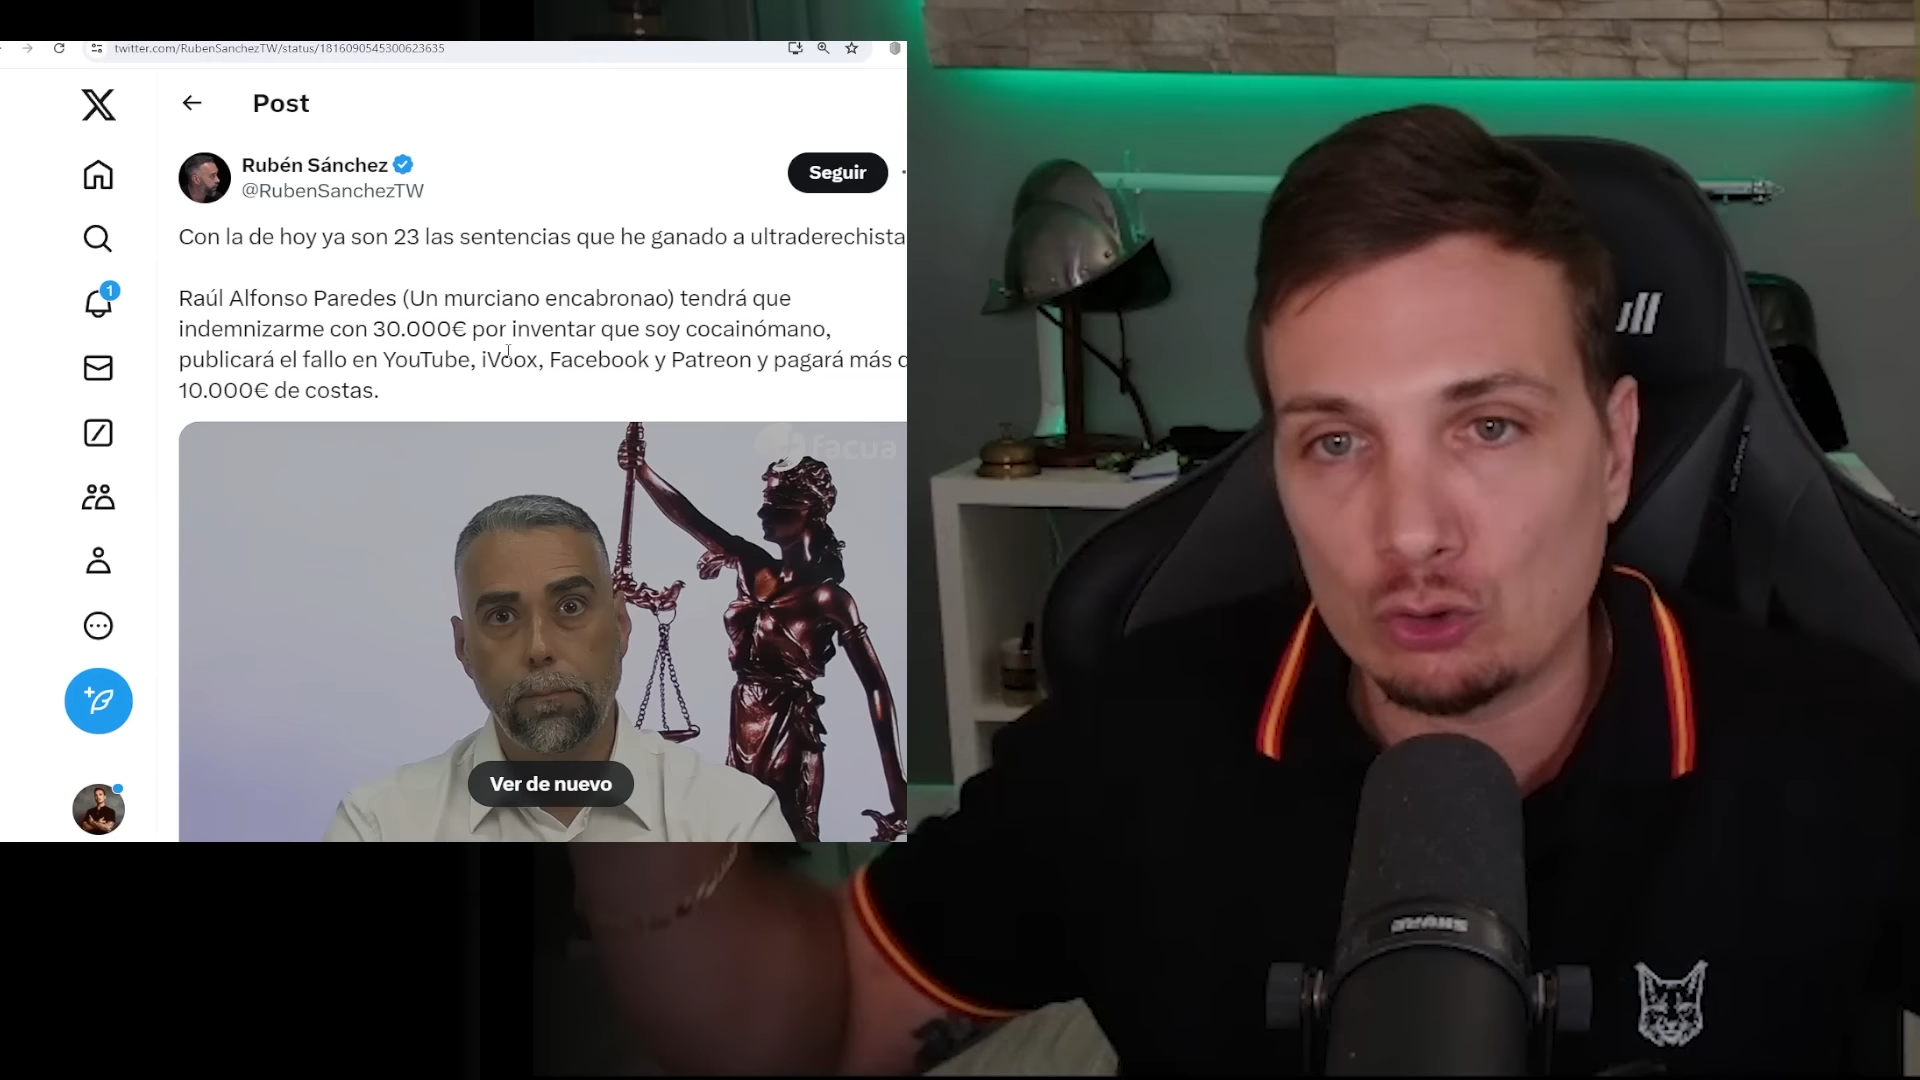 twitter.com/RubenSanchezTW/status/1816090545300623635
Post
Rubén Sánchez
@RubenSanchezTW
Seguir
Con la de hoy ya son 23 las sentencias que he ganado a ultraderechista
Raúl Alfonso Paredes (Un murciano encabronao) tendrá que
indemnizarme con 30.000€ por inventar que soy cocainómano,
publicará el fallo en YouTube, iVoox, Facebook y Patreon y pagará más
10.000€ de costas.
facua
Ver de nuevo
1
SHURE